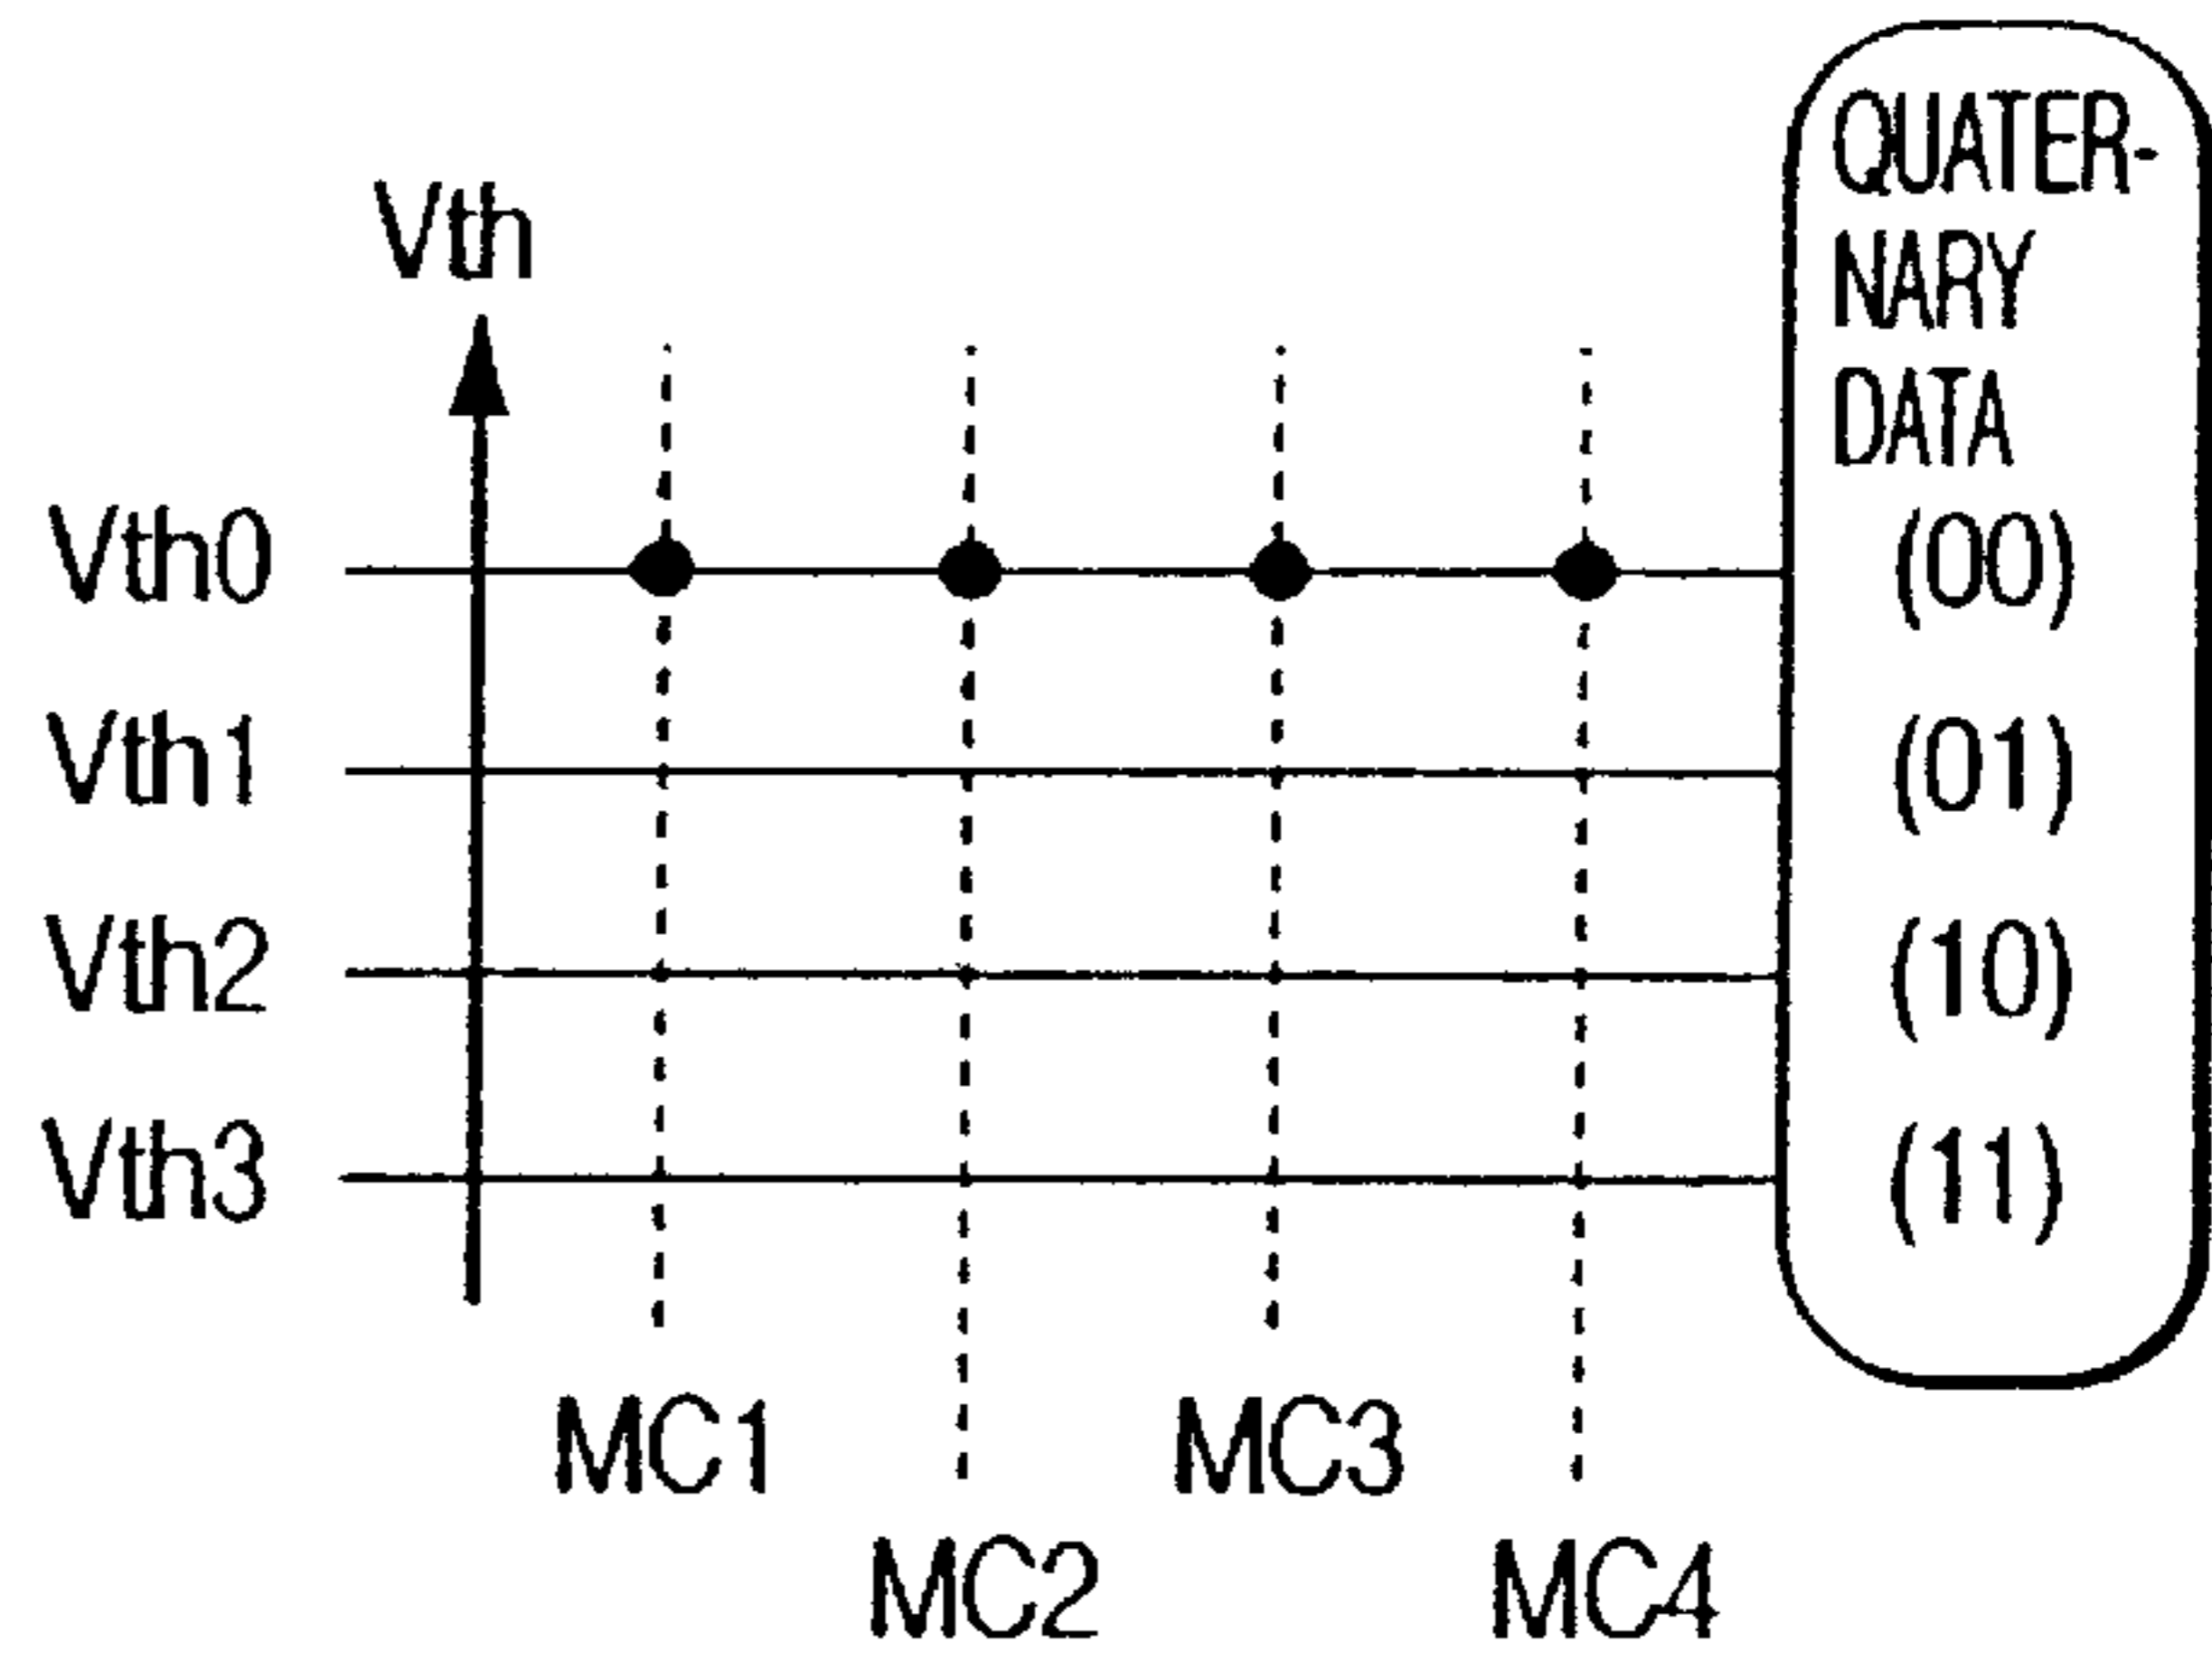 QUATER-
NARY
DATA
Vth
Vth0 (00)
Vth1 (01)
Vth2 (10)
Vth3 (11)
MC1 MC3
MC2 MC4